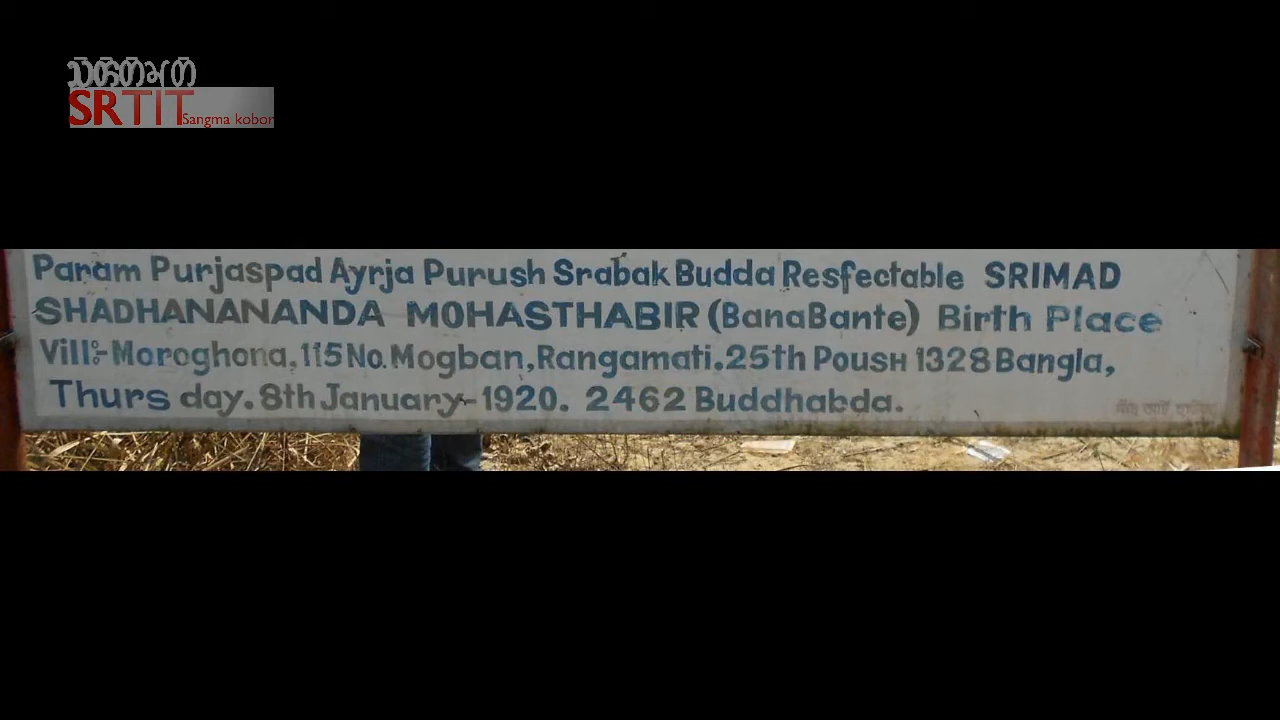 SRTIT
Sangma kobor
Param Purjaspad Ayrja Purush Srabak Budda Resfectable SRIMAD
SHADHANANANDA MOHASTHABIR (BanaBante) Birth Place
Vill:-Moroghona, 115 No. Mogban, Rangamati. 25th Poush 1328 Bangla,
Thurs day. 8th January-1920. 2462 Buddhabda.